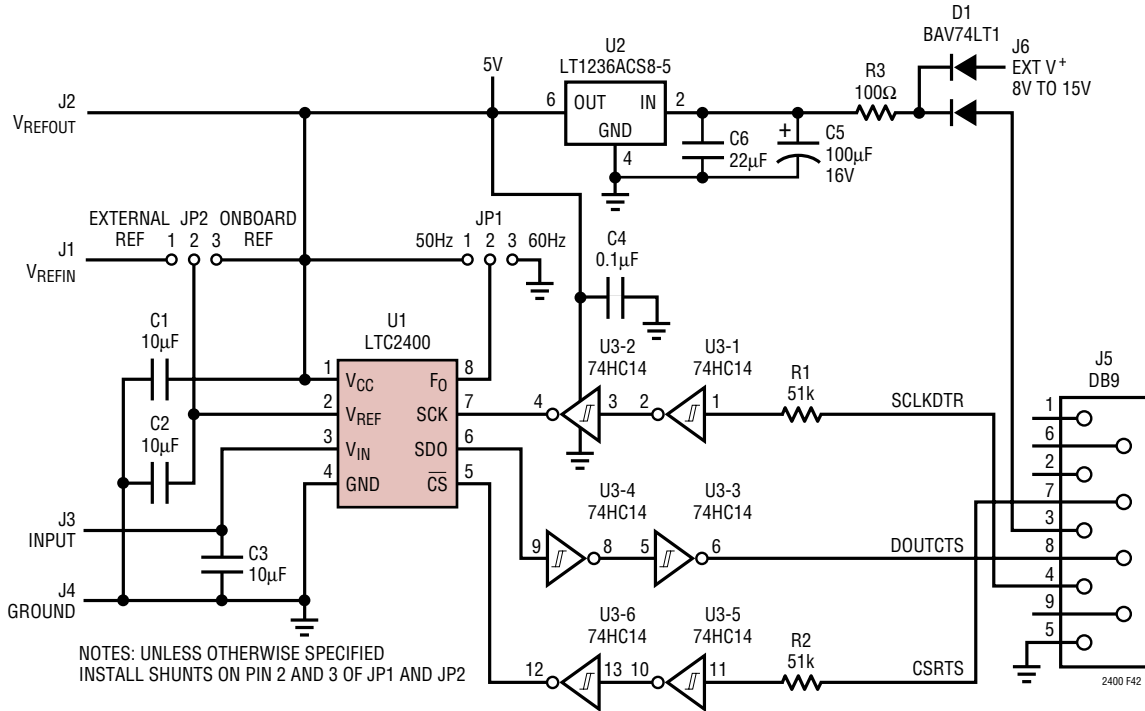 D1
BAV74LT1
J6
EXT V+
8V TO 15V
U2
LT1236ACS8-5
5V
R3
100Ω
J2
VREFOUT
6 OUT IN 2
GND
4
C6
22µF
+
C5
100µF
16V
EXTERNAL REF
JP2
ONBOARD REF
1 2 3
JP1
50Hz 1 2 3 60Hz
J1
VREFIN
C4
0.1µF
C1
10µF
U1
LTC2400
1 VCC FO 8
2 VREF SCK 7
3 VIN SDO 6
4 GND CS 5
C2
10µF
U3-2
74HC14
U3-1
74HC14
4 3 2 1
R1
51k
SCLKDTR
J5
DB9
1
6
2
7
3
8
4
9
5
U3-4
74HC14
U3-3
74HC14
9 8 5 6
DOUTCTS
J3
INPUT
C3
10µF
J4
GROUND
U3-6
74HC14
U3-5
74HC14
12 13 10 11
R2
51k
CSRTS
NOTES: UNLESS OTHERWISE SPECIFIED
INSTALL SHUNTS ON PIN 2 AND 3 OF JP1 AND JP2
2400 F42